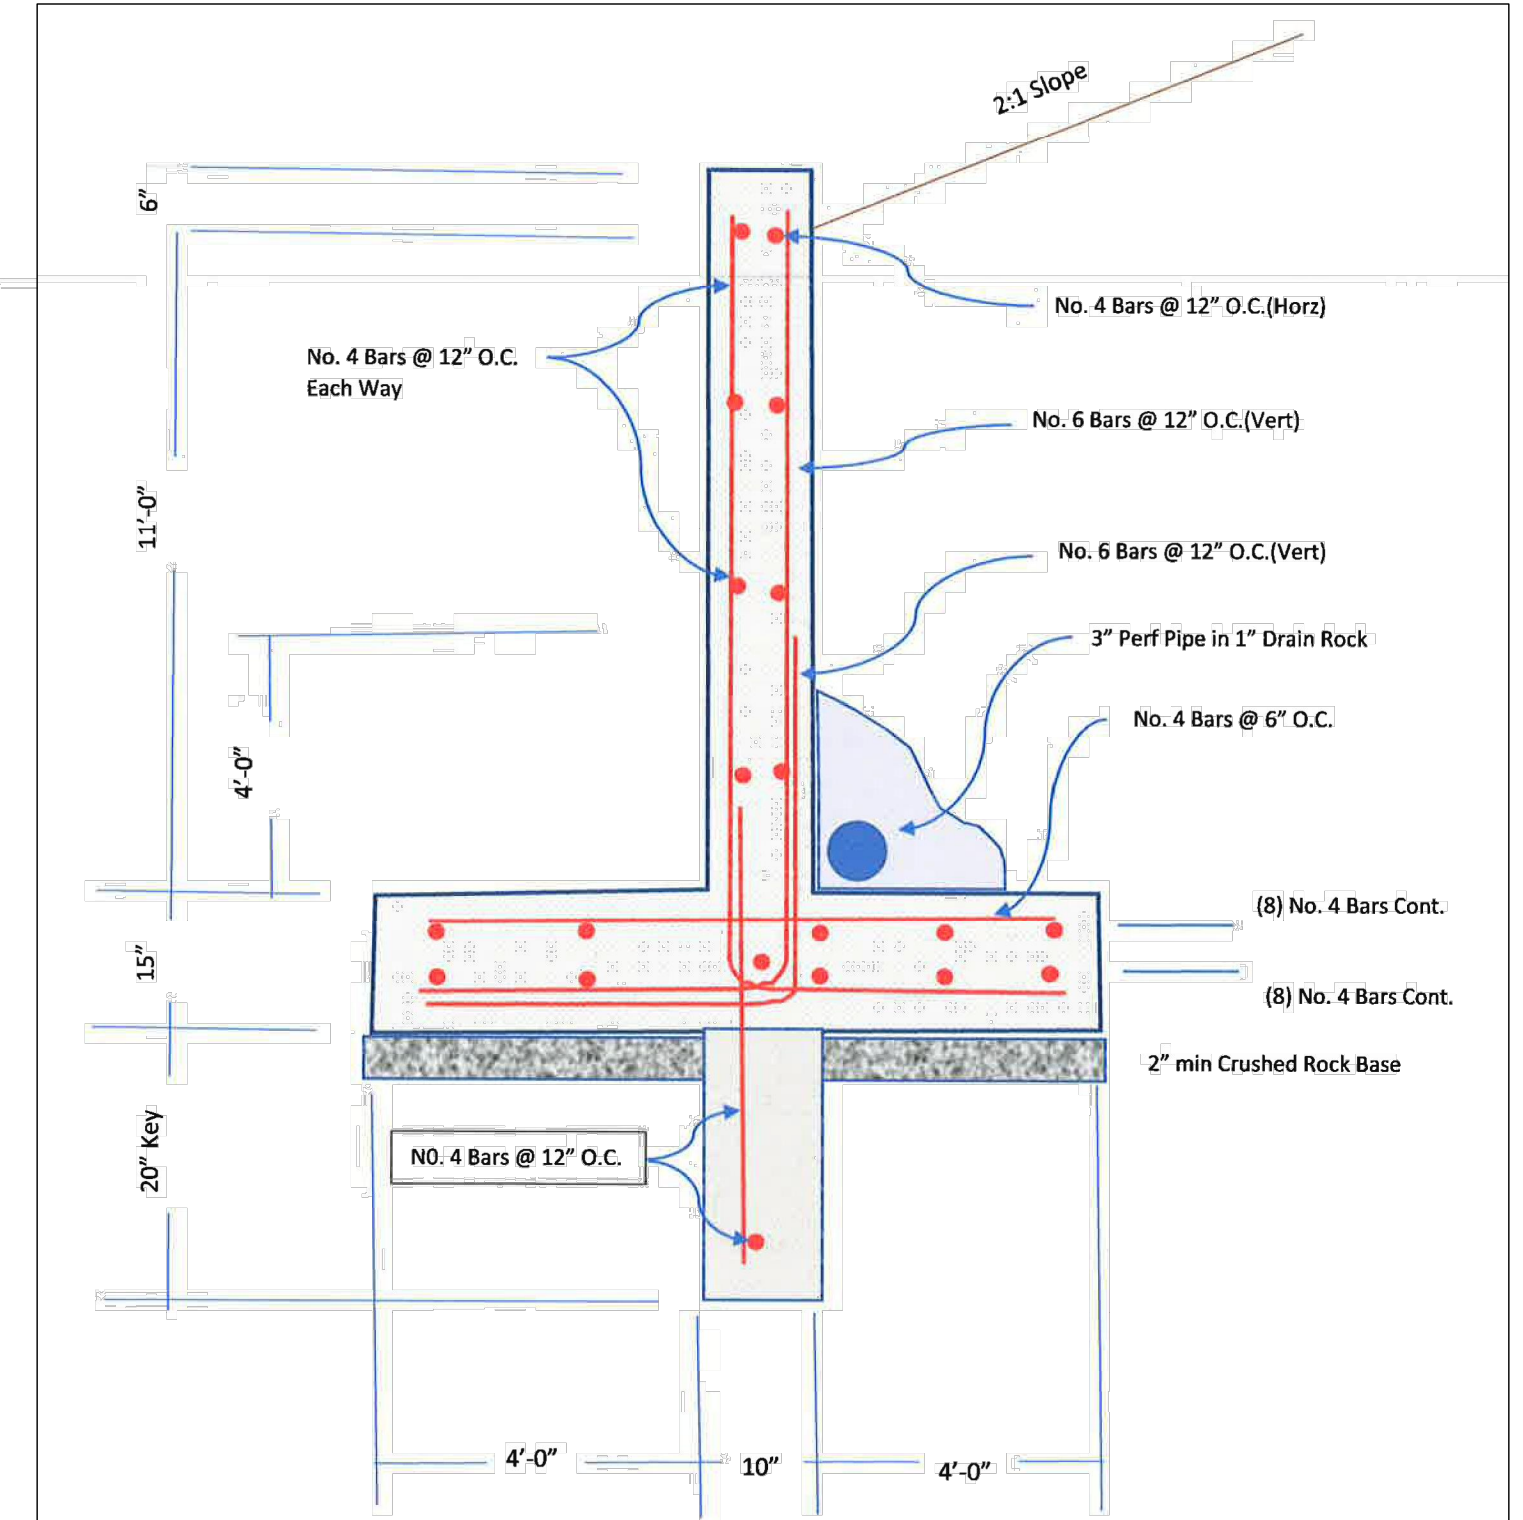 2:1 Slope
6”
No. 4 Bars @ 12” O.C.(Horz)
No. 4 Bars @ 12” O.C.
Each Way
No. 6 Bars @ 12” O.C.(Vert)
11’-0”
No. 6 Bars @ 12” O.C.(Vert)
3” Perf Pipe in 1” Drain Rock
No. 4 Bars @ 6” O.C.
4’-0”
(8) No. 4 Bars Cont.
15”
(8) No. 4 Bars Cont.
2” min Crushed Rock Base
20” Key
N0. 4 Bars @ 12” O.C.
4’-0”
10”
4’-0”